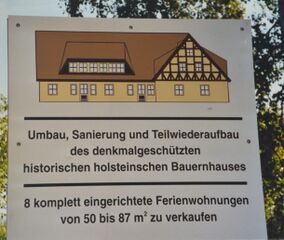 Umbau, Sanierung und Teilwiederaufbau
des denkmalgeschützten
historischen holsteinschen Bauernhauses
8 komplett eingerichtete Ferienwohnungen
von 50 bis 87 m² zu verkaufen